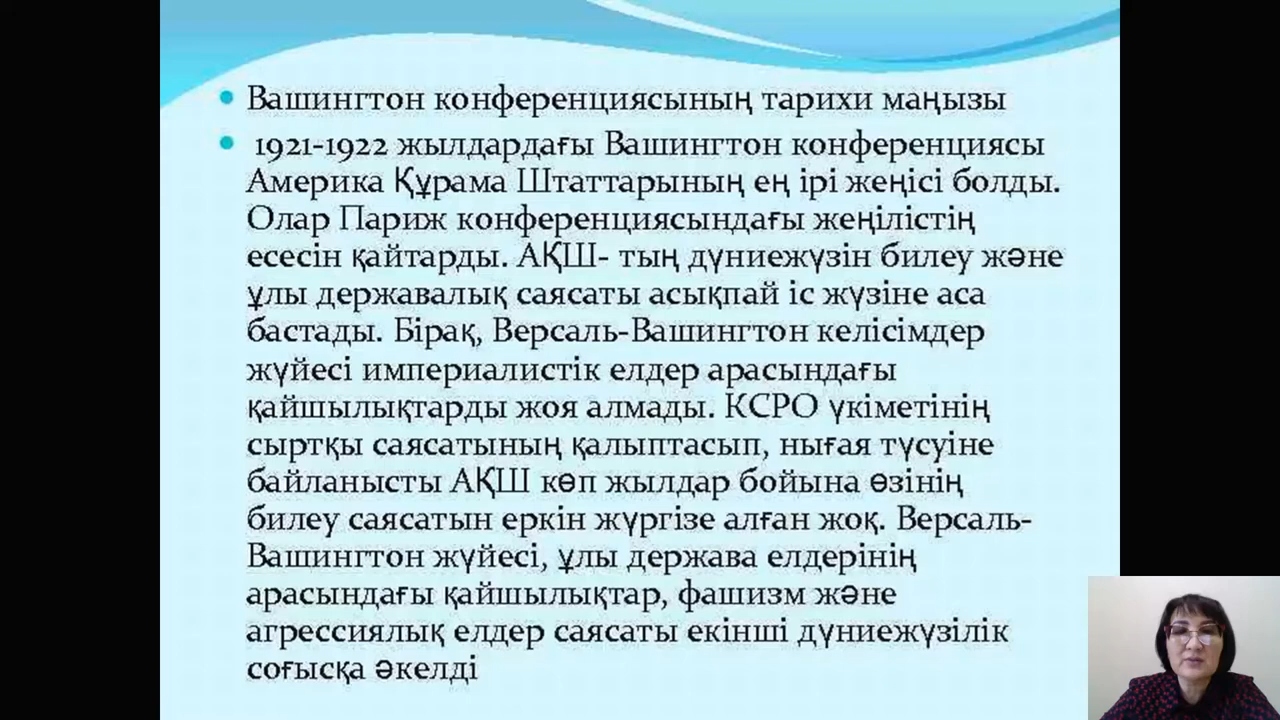 Вашингтон конференциясының тарихи маңызы
1921-1922 жылдардағы Вашингтон конференциясы
Америка Құрама Штаттарының ең ірі жеңісі болды.
Олар Париж конференциясындағы жеңілістің
есесін қайтарды. АҚШ- тың дүниежүзін билеу және
ұлы державалық саясаты асықпай іс жүзіне аса
бастады. Бірақ, Версаль-Вашингтон келісімдер
жүйесі империалистік елдер арасындағы
қайшылықтарды жоя алмады. КСРО үкіметінің
сыртқы саясатының қалыптасып, нығая түсуіне
байланысты АҚШ көп жылдар бойына өзінің
билеу саясатын еркін жүргізе алған жоқ. Версаль-
Вашингтон жүйесі, ұлы держава елдерінің
арасындағы қайшылықтар, фашизм және
агрессиялық елдер саясаты екінші дүниежүзілік
соғысқа әкелді